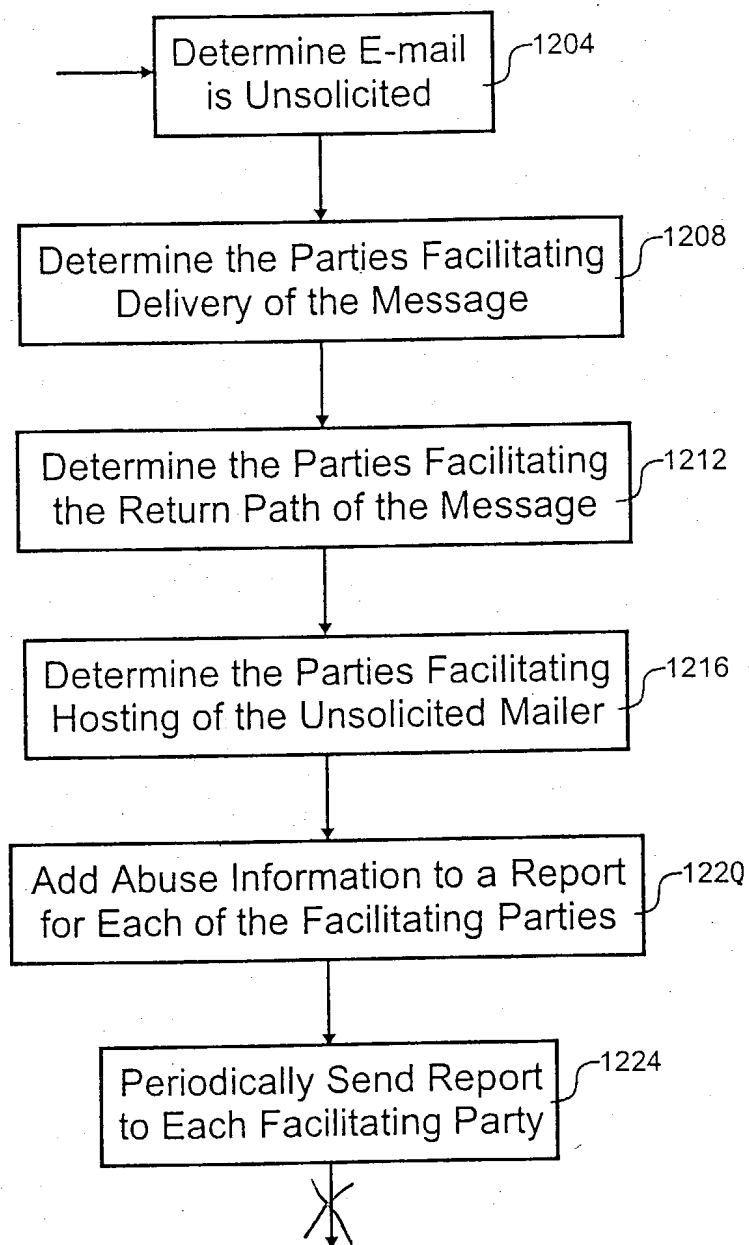 Determine E-mail
is Unsolicited
1204
Determine the Parties Facilitating
Delivery of the Message
1208
Determine the Parties Facilitating
the Return Path of the Message
1212
Determine the Parties Facilitating
Hosting of the Unsolicited Mailer
1216
Add Abuse Information to a Report
for Each of the Facilitating Parties
1220
Periodically Send Report
to Each Facilitating Party
1224